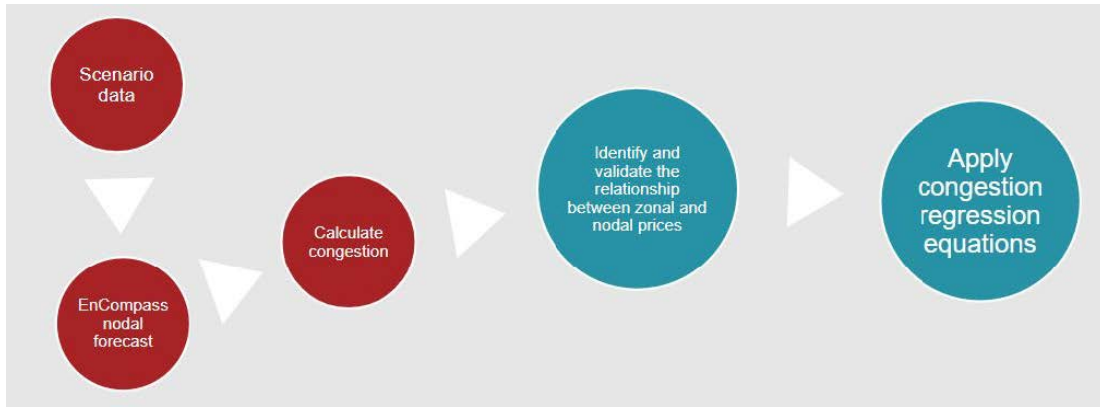 Scenario
data
EnCompass
nodal
forecast
Calculate
congestion
Identify and
validate the
relationship
between zonal and
nodal prices
Apply
congestion
regression
equations